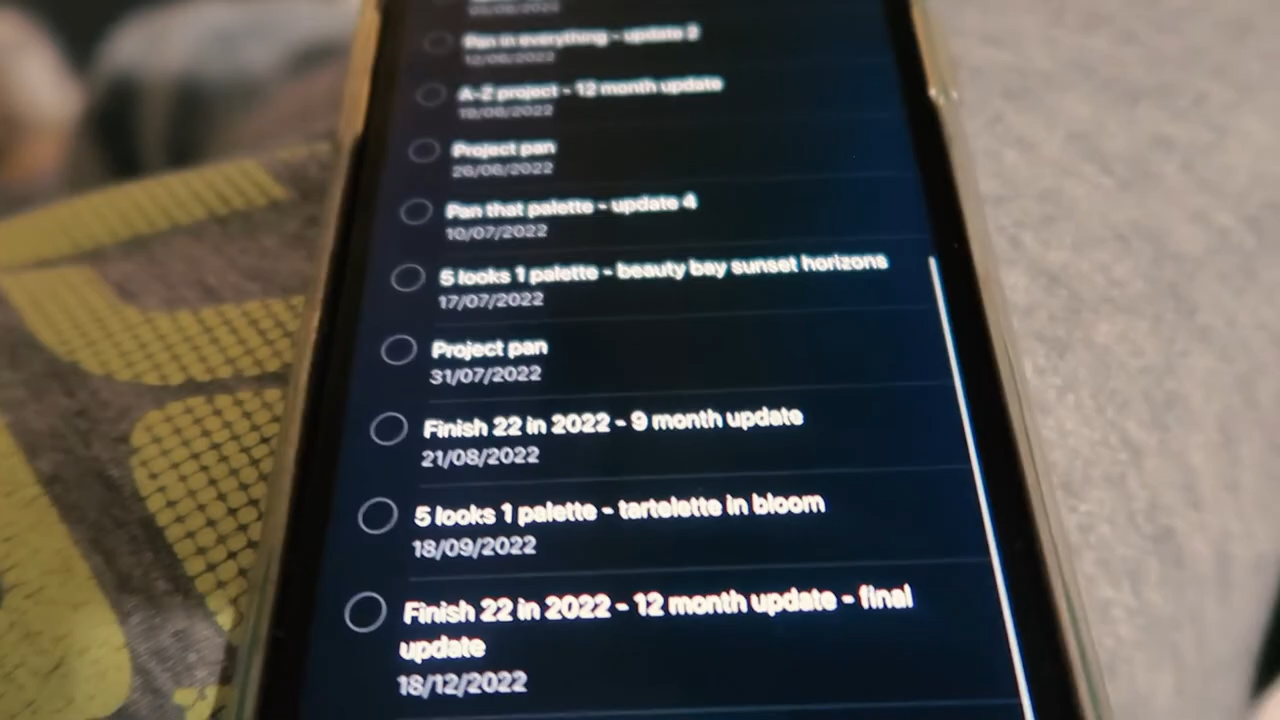 Pan in everything - update 2
12/06/2022
A-Z project - 12 month update
19/06/2022
Project pan
26/06/2022
Pan that palette - update 4
10/07/2022
5 looks 1 palette - beauty bay sunset horizons
17/07/2022
Project pan
31/07/2022
Finish 22 in 2022 - 9 month update
21/08/2022
5 looks 1 palette - tartelette in bloom
18/09/2022
Finish 22 in 2022 - 12 month update - final
update
18/12/2022